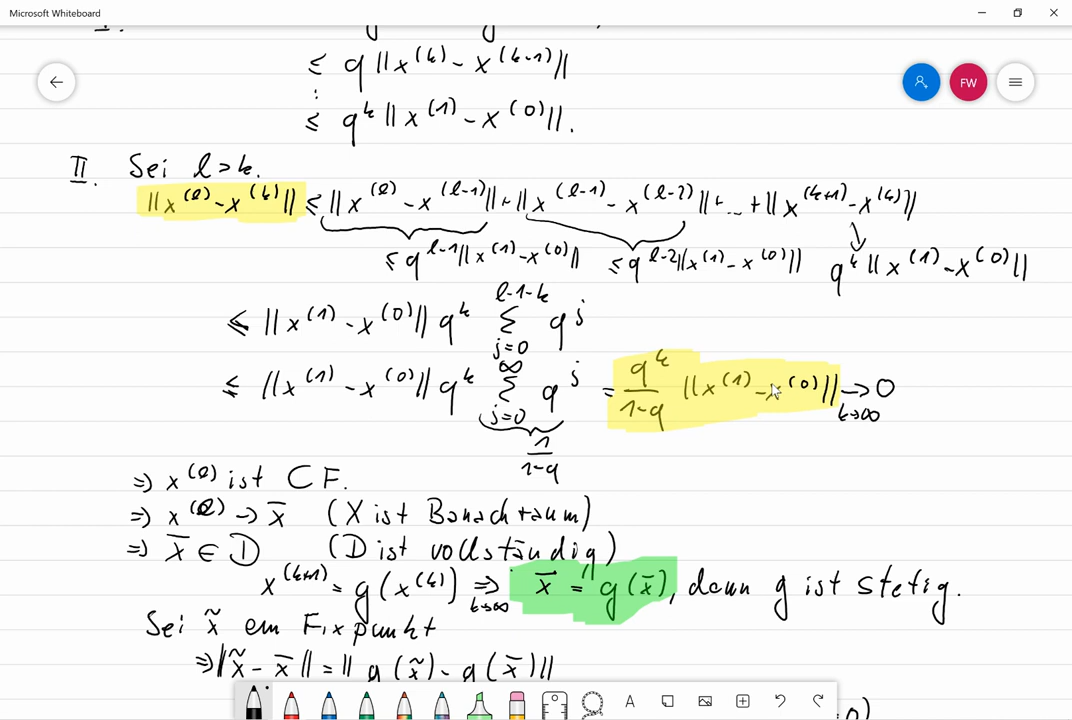 Microsoft Whiteboard
I.
≤ q ||x^(k) - x^(k-1)||
⋮
≤ q^k ||x^(1) - x^(0)||.
FW
II. Sei l > k.
||x^(l) - x^(k)|| ≤ ||x^(l) - x^(l-1)|| + ||x^(l-1) - x^(l-2)|| + ... + ||x^(k+1) - x^(k)||
≤ q^l-1 ||x^(1) - x^(0)|| ≤ q^l-2 ||x^(1) - x^(0)|| q^k ||x^(1) - x^(0)||
≤ ||x^(1) - x^(0)|| q^k Σ_{j=0}^{l-1-k} q^j
≤ ||x^(1) - x^(0)|| q^k Σ_{j=0}^{∞} q^j = q^k/(1-q) ||x^(1) - x^(0)|| → 0 k→∞
1/(1-q)
⇒ x^(l) ist CF.
⇒ x^(l) → x̄ (X ist Banachraum)
⇒ x̄ ∈ D (D ist vollständig)
x^(k+1) = g(x^(k)) ⇒ k→∞ x̄ = g(x̄), denn g ist stetig.
Sei x̃ ein Fixpunkt
⇒ ||x̃ - x̄|| = || g(x̃) - g(x̄) ||
A